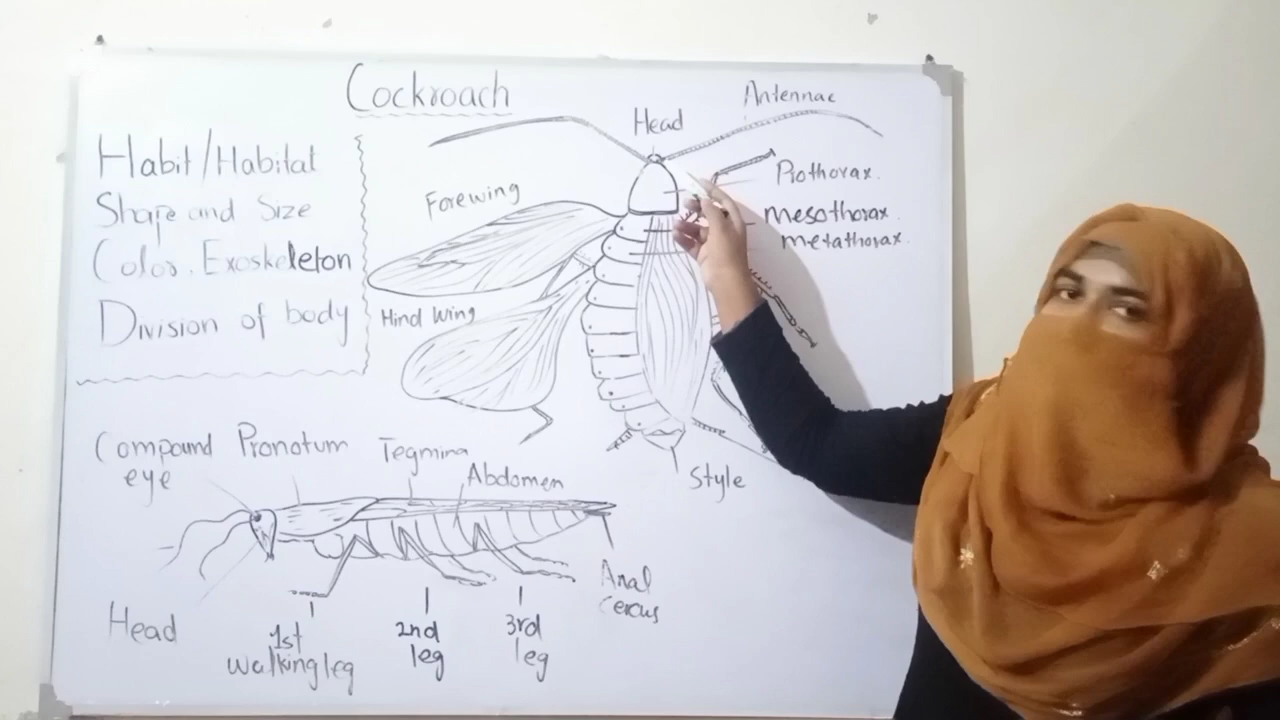 Cockroach
Habit/Habitat
Shape and Size
Color. Exoskeleton
Division of body
Head
Antennae
Prothorax.
Mesothorax.
metathorax.
Forewing
Hind Wing
Style
Compound
eye
Pronotum
Tegmina
Abdomen
Head
1st
walking leg
2nd
leg
3rd
leg
Anal
cercus